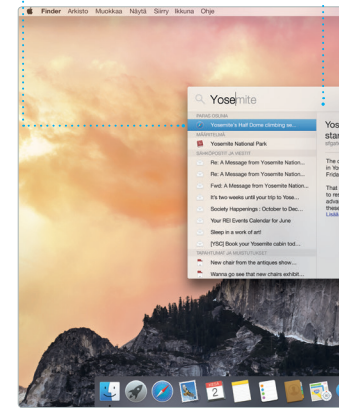 Finder Arkisto Muokkaa Näytä Siirry Ikkuna Ohje
Yosemite
PARAS OSUMA
Yosemite's Half Dome climbing se...
MÄÄRITELMÄ
Yosemite National Park
SÄHKÖPOSTIT JA VIESTIT
Re: A Message from Yosemite Nation...
Re: A Message from Yosemite Nation...
Fwd: A Message from Yosemite Nation...
It's two weeks until your trip to Yose...
Society Happenings : October to Dec...
Your REI Events Calendar for June
Sleep in a work of art!
[YSC] Book your Yosemite cabin tod...
TAPAHTUMAT JA MUISTUTUKSET
New chair from the antiques show...
Wanna go see that new chairs exhibit...
Yos
star
sfgate
The c
in Yo
Frida
That
to res
adva
these
Lisää
2